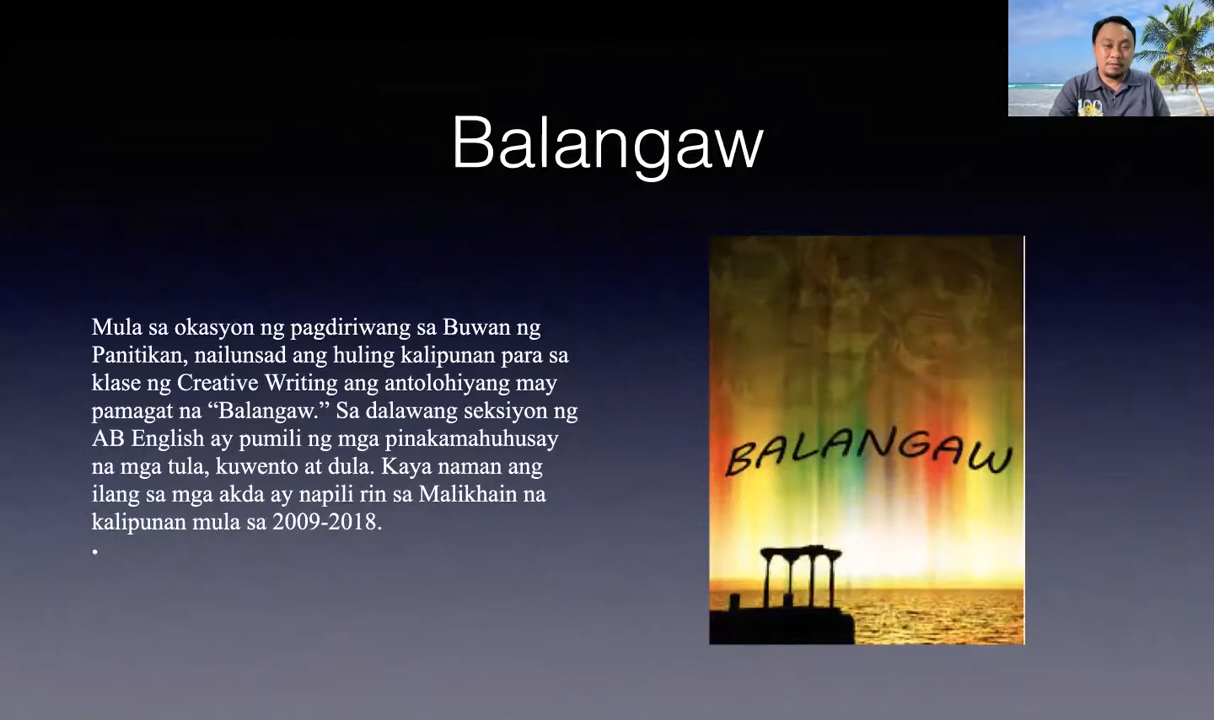 Balangaw
Mula sa okasyon ng pagdiriwang sa Buwan ng
Panitikan, nailunsad ang huling kalipunan para sa
klase ng Creative Writing ang antolohiyang may
pamagat na “Balangaw.” Sa dalawang seksiyon ng
AB English ay pumili ng mga pinakamahuhusay
na mga tula, kuwento at dula. Kaya naman ang
ilang sa mga akda ay napili rin sa Malikhain na
kalipunan mula sa 2009-2018.
•
BALANGAW
100